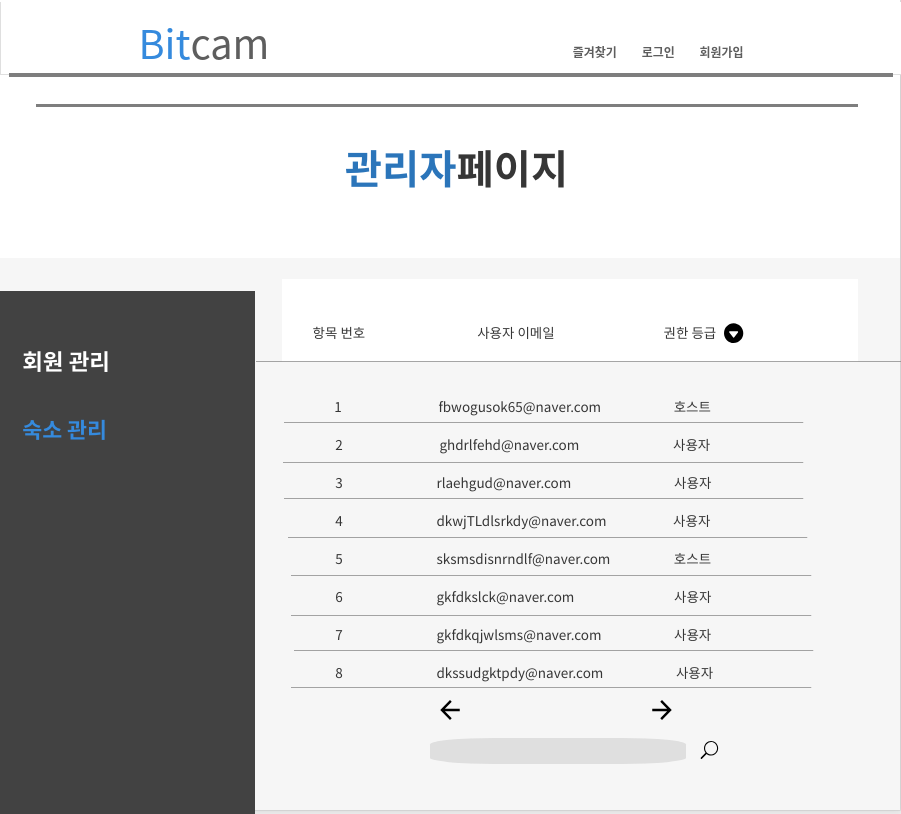 Bitcam
즐겨찾기 로그인 회원가입
관리자페이지
회원 관리
숙소 관리
항목 번호 사용자 이메일 권한 등급
1 fbwogusok65@naver.com 호스트
2 ghdrlfehd@naver.com 사용자
3 rlaehgud@naver.com 사용자
4 dkwjTLdlsrkdy@naver.com 사용자
5 sksmsdisnrndlf@naver.com 호스트
6 gkfdkslck@naver.com 사용자
7 gkfdkqjwlsms@naver.com 사용자
8 dkssudgktpdy@naver.com 사용자